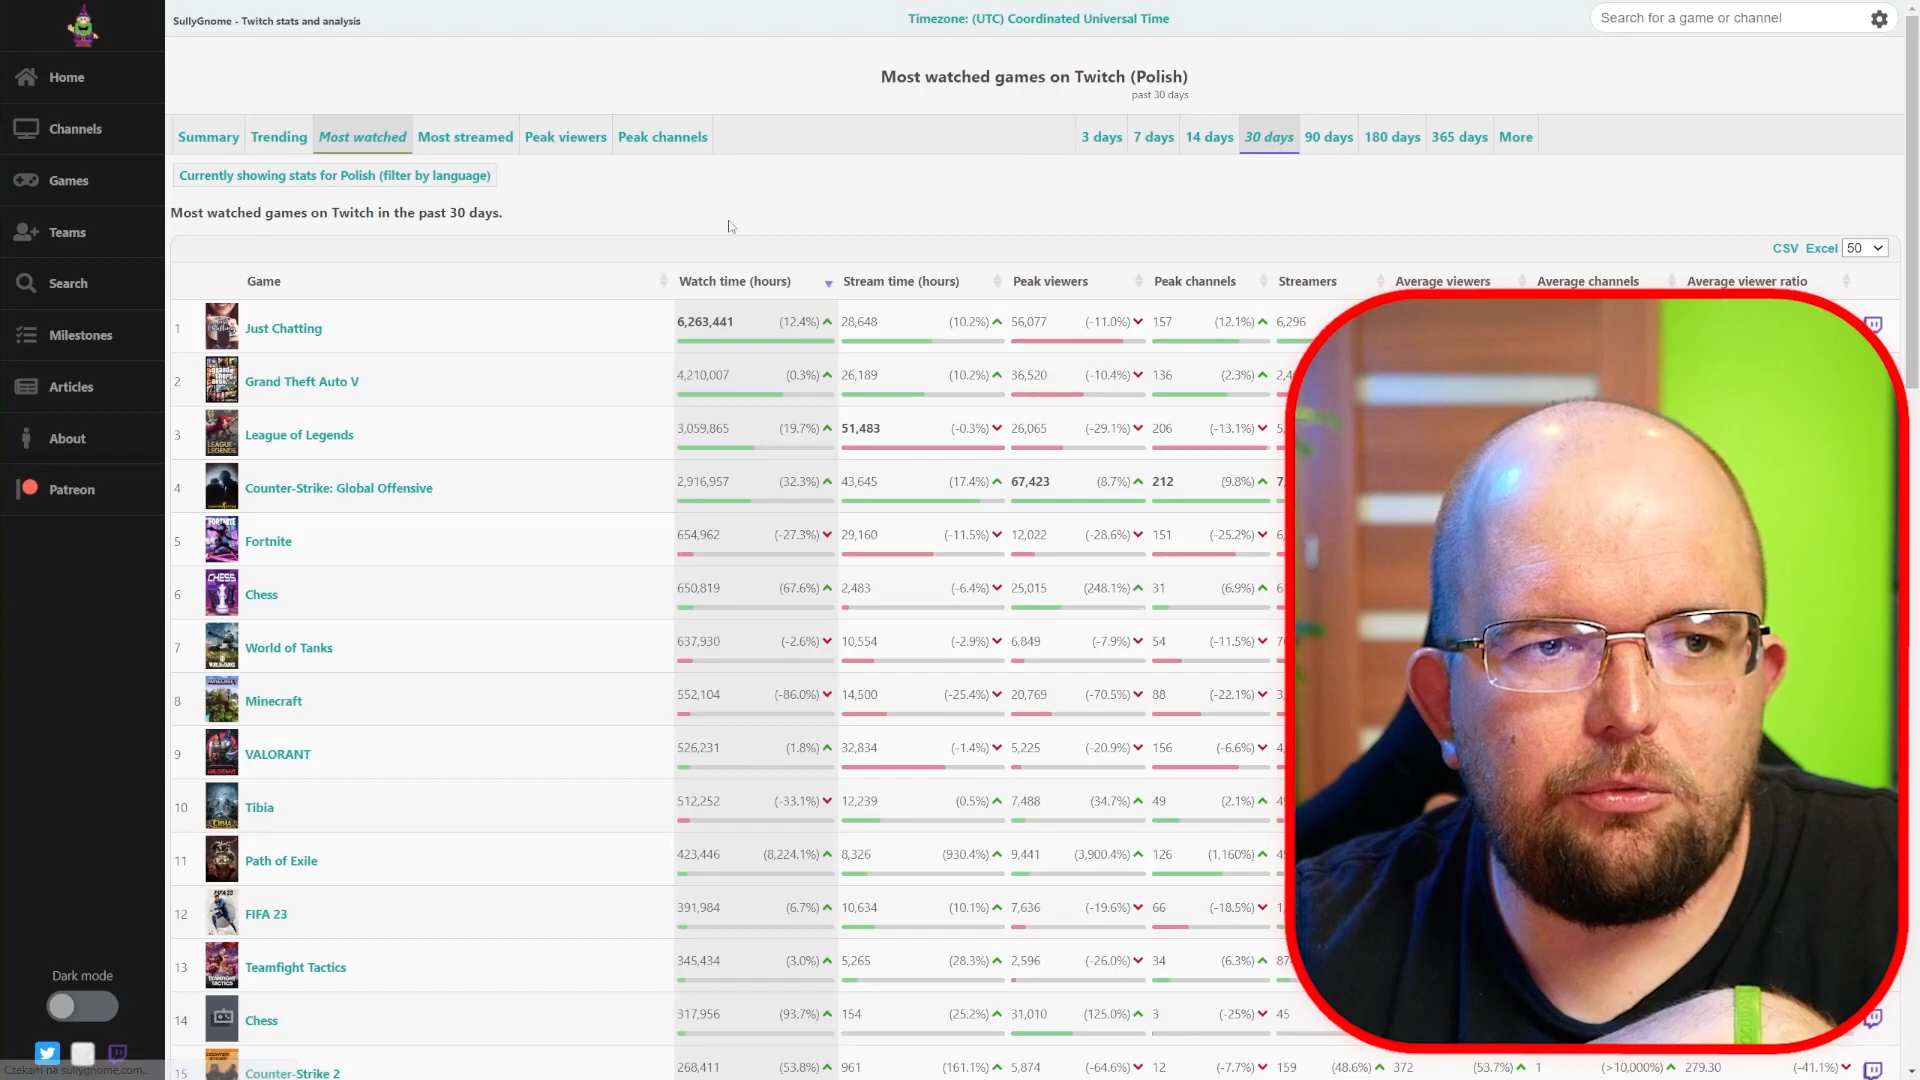 SullyGnome - Twitch stats and analysis
Timezone: (UTC) Coordinated Universal Time
Search for a game or channel
Home
Channels
Games
Teams
Search
Milestones
Articles
About
Patreon
Dark mode
Czekam na sullygnome.com...
Most watched games on Twitch (Polish)
past 30 days
Summary Trending Most watched Most streamed Peak viewers Peak channels 3 days 7 days 14 days 30 days 90 days 180 days 365 days More
Currently showing stats for Polish (filter by language)
Most watched games on Twitch in the past 30 days.
CSV Excel 50
Game Watch time (hours) Stream time (hours) Peak viewers Peak channels Streamers Average viewers Average channels Average viewer ratio
1 Just Chatting 6,263,441 (12.4%) 28,648 (10.2%) 56,077 (-11.0%) 157 (12.1%) 6,296
2 Grand Theft Auto V 4,210,007 (0.3%) 26,189 (10.2%) 36,520 (-10.4%) 136 (2.3%) 2,4
3 League of Legends 3,059,865 (19.7%) 51,483 (-0.3%) 26,065 (-29.1%) 206 (-13.1%) 5,
4 Counter-Strike: Global Offensive 2,916,957 (32.3%) 43,645 (17.4%) 67,423 (8.7%) 212 (9.8%) 7,
5 Fortnite 654,962 (-27.3%) 29,160 (-11.5%) 12,022 (-28.6%) 151 (-25.2%) 6,
6 Chess 650,819 (67.6%) 2,483 (-6.4%) 25,015 (248.1%) 31 (6.9%) 6
7 World of Tanks 637,930 (-2.6%) 10,554 (-2.9%) 6,849 (-7.9%) 54 (-11.5%) 7
8 Minecraft 552,104 (-86.0%) 14,500 (-25.4%) 20,769 (-70.5%) 88 (-22.1%) 3,
9 VALORANT 526,231 (1.8%) 32,834 (-1.4%) 5,225 (-20.9%) 156 (-6.6%) 4,
10 Tibia 512,252 (-33.1%) 12,239 (0.5%) 7,488 (34.7%) 49 (2.1%) 4
11 Path of Exile 423,446 (8,224.1%) 8,326 (930.4%) 9,441 (3,900.4%) 126 (1,160%) 4
12 FIFA 23 391,984 (6.7%) 10,634 (10.1%) 7,636 (-19.6%) 66 (-18.5%) 1,
13 Teamfight Tactics 345,434 (3.0%) 5,265 (28.3%) 2,596 (-26.0%) 34 (6.3%) 87
14 Chess 317,956 (93.7%) 154 (25.2%) 31,010 (125.0%) 3 (-25%) 45
15 Counter-Strike 2 268,411 (53.8%) 961 (161.1%) 5,874 (-64.6%) 12 (-7.7%) 159 (48.6%) 372 (53.7%) 1 (>10,000%) 279.30 (-41.1%)